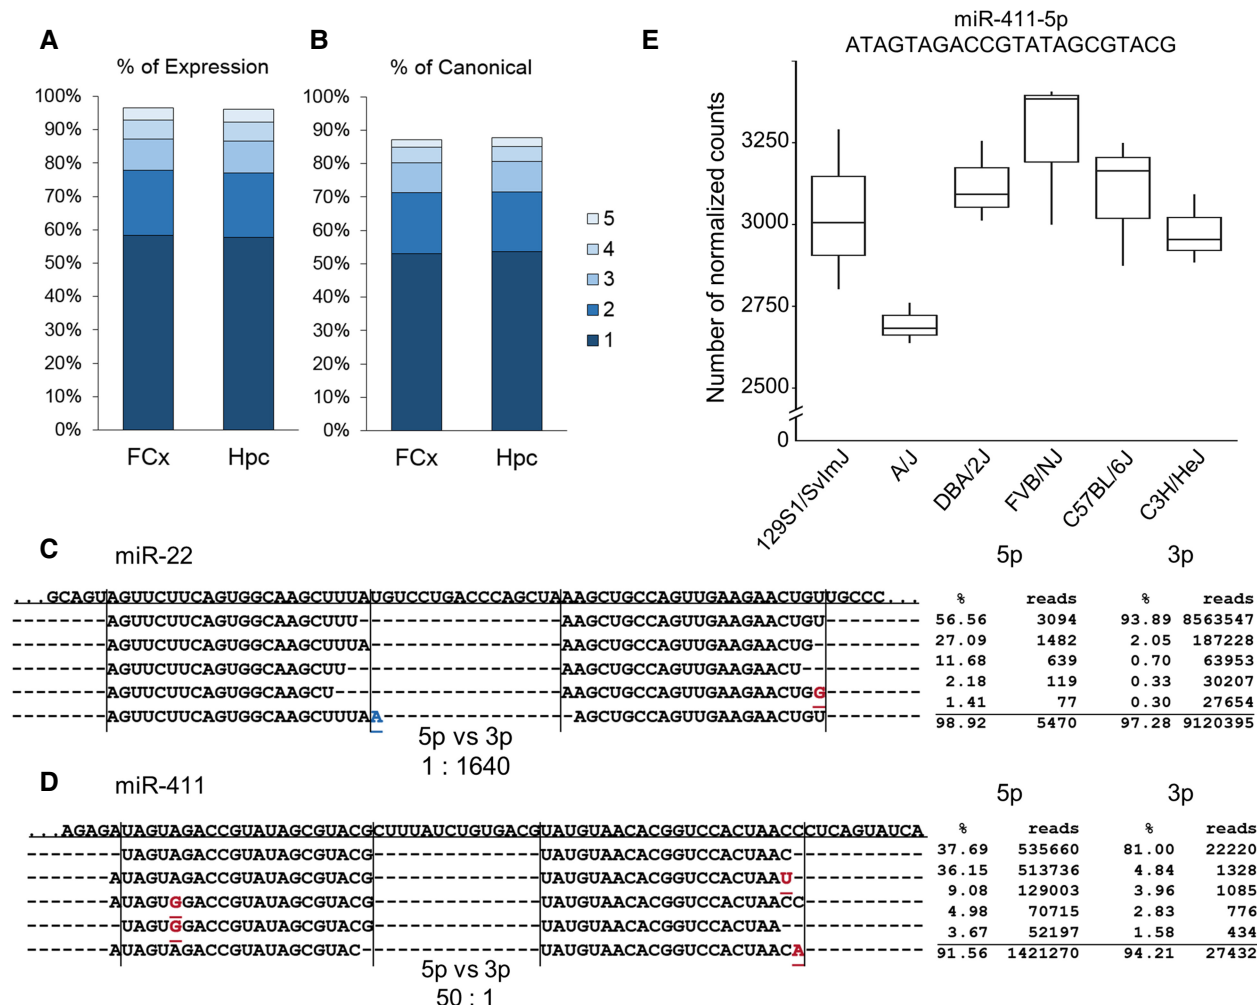 A
% of Expression
100%
90%
80%
70%
60%
50%
40%
30%
20%
10%
0%
FCx Hpc
B
% of Canonical
100%
90%
80%
70%
60%
50%
40%
30%
20%
10%
0%
FCx Hpc
5
4
3
2
1
E
miR-411-5p
ATAGTAGACCGTATAGCGTACG
Number of normalized counts
3250
3000
2750
2500
0
129S1/SvlmJ
A/J
DBA/2J
FVB/NJ
C57BL/6J
C3H/HeJ
C
miR-22
5p 3p
% reads % reads
...GCAGUAGUUCUUCAGUGGCAAGCUUUAUGUCCUGACCCAGCUAAAGCUGCCAGUUGAAGAACUGUUGCCC...
--------AGUUCUUCAGUGGCAAGCUUU-----------------AAGCUGCCAGUUGAAGAACUGU-------- 56.56 3094 93.89 8563547
--------AGUUCUUCAGUGGCAAGCUUUA----------------AAGCUGCCAGUUGAAGAACUG--------- 27.09 1482 2.05 187228
--------AGUUCUUCAGUGGCAAGCUU------------------AAGCUGCCAGUUGAAGAACU---------- 11.68 639 0.70 63953
--------AGUUCUUCAGUGGCAAGCU-------------------AAGCUGCCAGUUGAAGAACUGG-------- 2.18 119 0.33 30207
--------AGUUCUUCAGUGGCAAGCUUUAA----------------AGCUGCCAGUUGAAGAACUGU-------- 1.41 77 0.30 27654
98.92 5470 97.28 9120395
5p vs 3p
1 : 1640
D
miR-411
5p 3p
% reads % reads
...AGAGAUAGUAGACCGUAUAGCGUACGCUUUAUCUGUGACGUAUGUAACACGGUCCACUAACCCUCAGUAUCA
--------UAGUAGACCGUAUAGCGUACG--------------UAUGUAACACGGUCCACUAAC----------- 37.69 535660 81.00 22220
-------AUAGUAGACCGUAUAGCGUACG--------------UAUGUAACACGGUCCACUAAU----------- 36.15 513736 4.84 1328
-------AUAGUGGACCGUAUAGCGUACG--------------UAUGUAACACGGUCCACUAACC---------- 9.08 129003 3.96 1085
--------UAGUGGACCGUAUAGCGUACG--------------UAUGUAACACGGUCCACUAA------------ 4.98 70715 2.83 776
-------AUAGUAGACCGUAUAGCGUAC---------------UAUGUAACACGGUCCACUAACA---------- 3.67 52197 1.58 434
91.56 1421270 94.21 27432
5p vs 3p
50 : 1